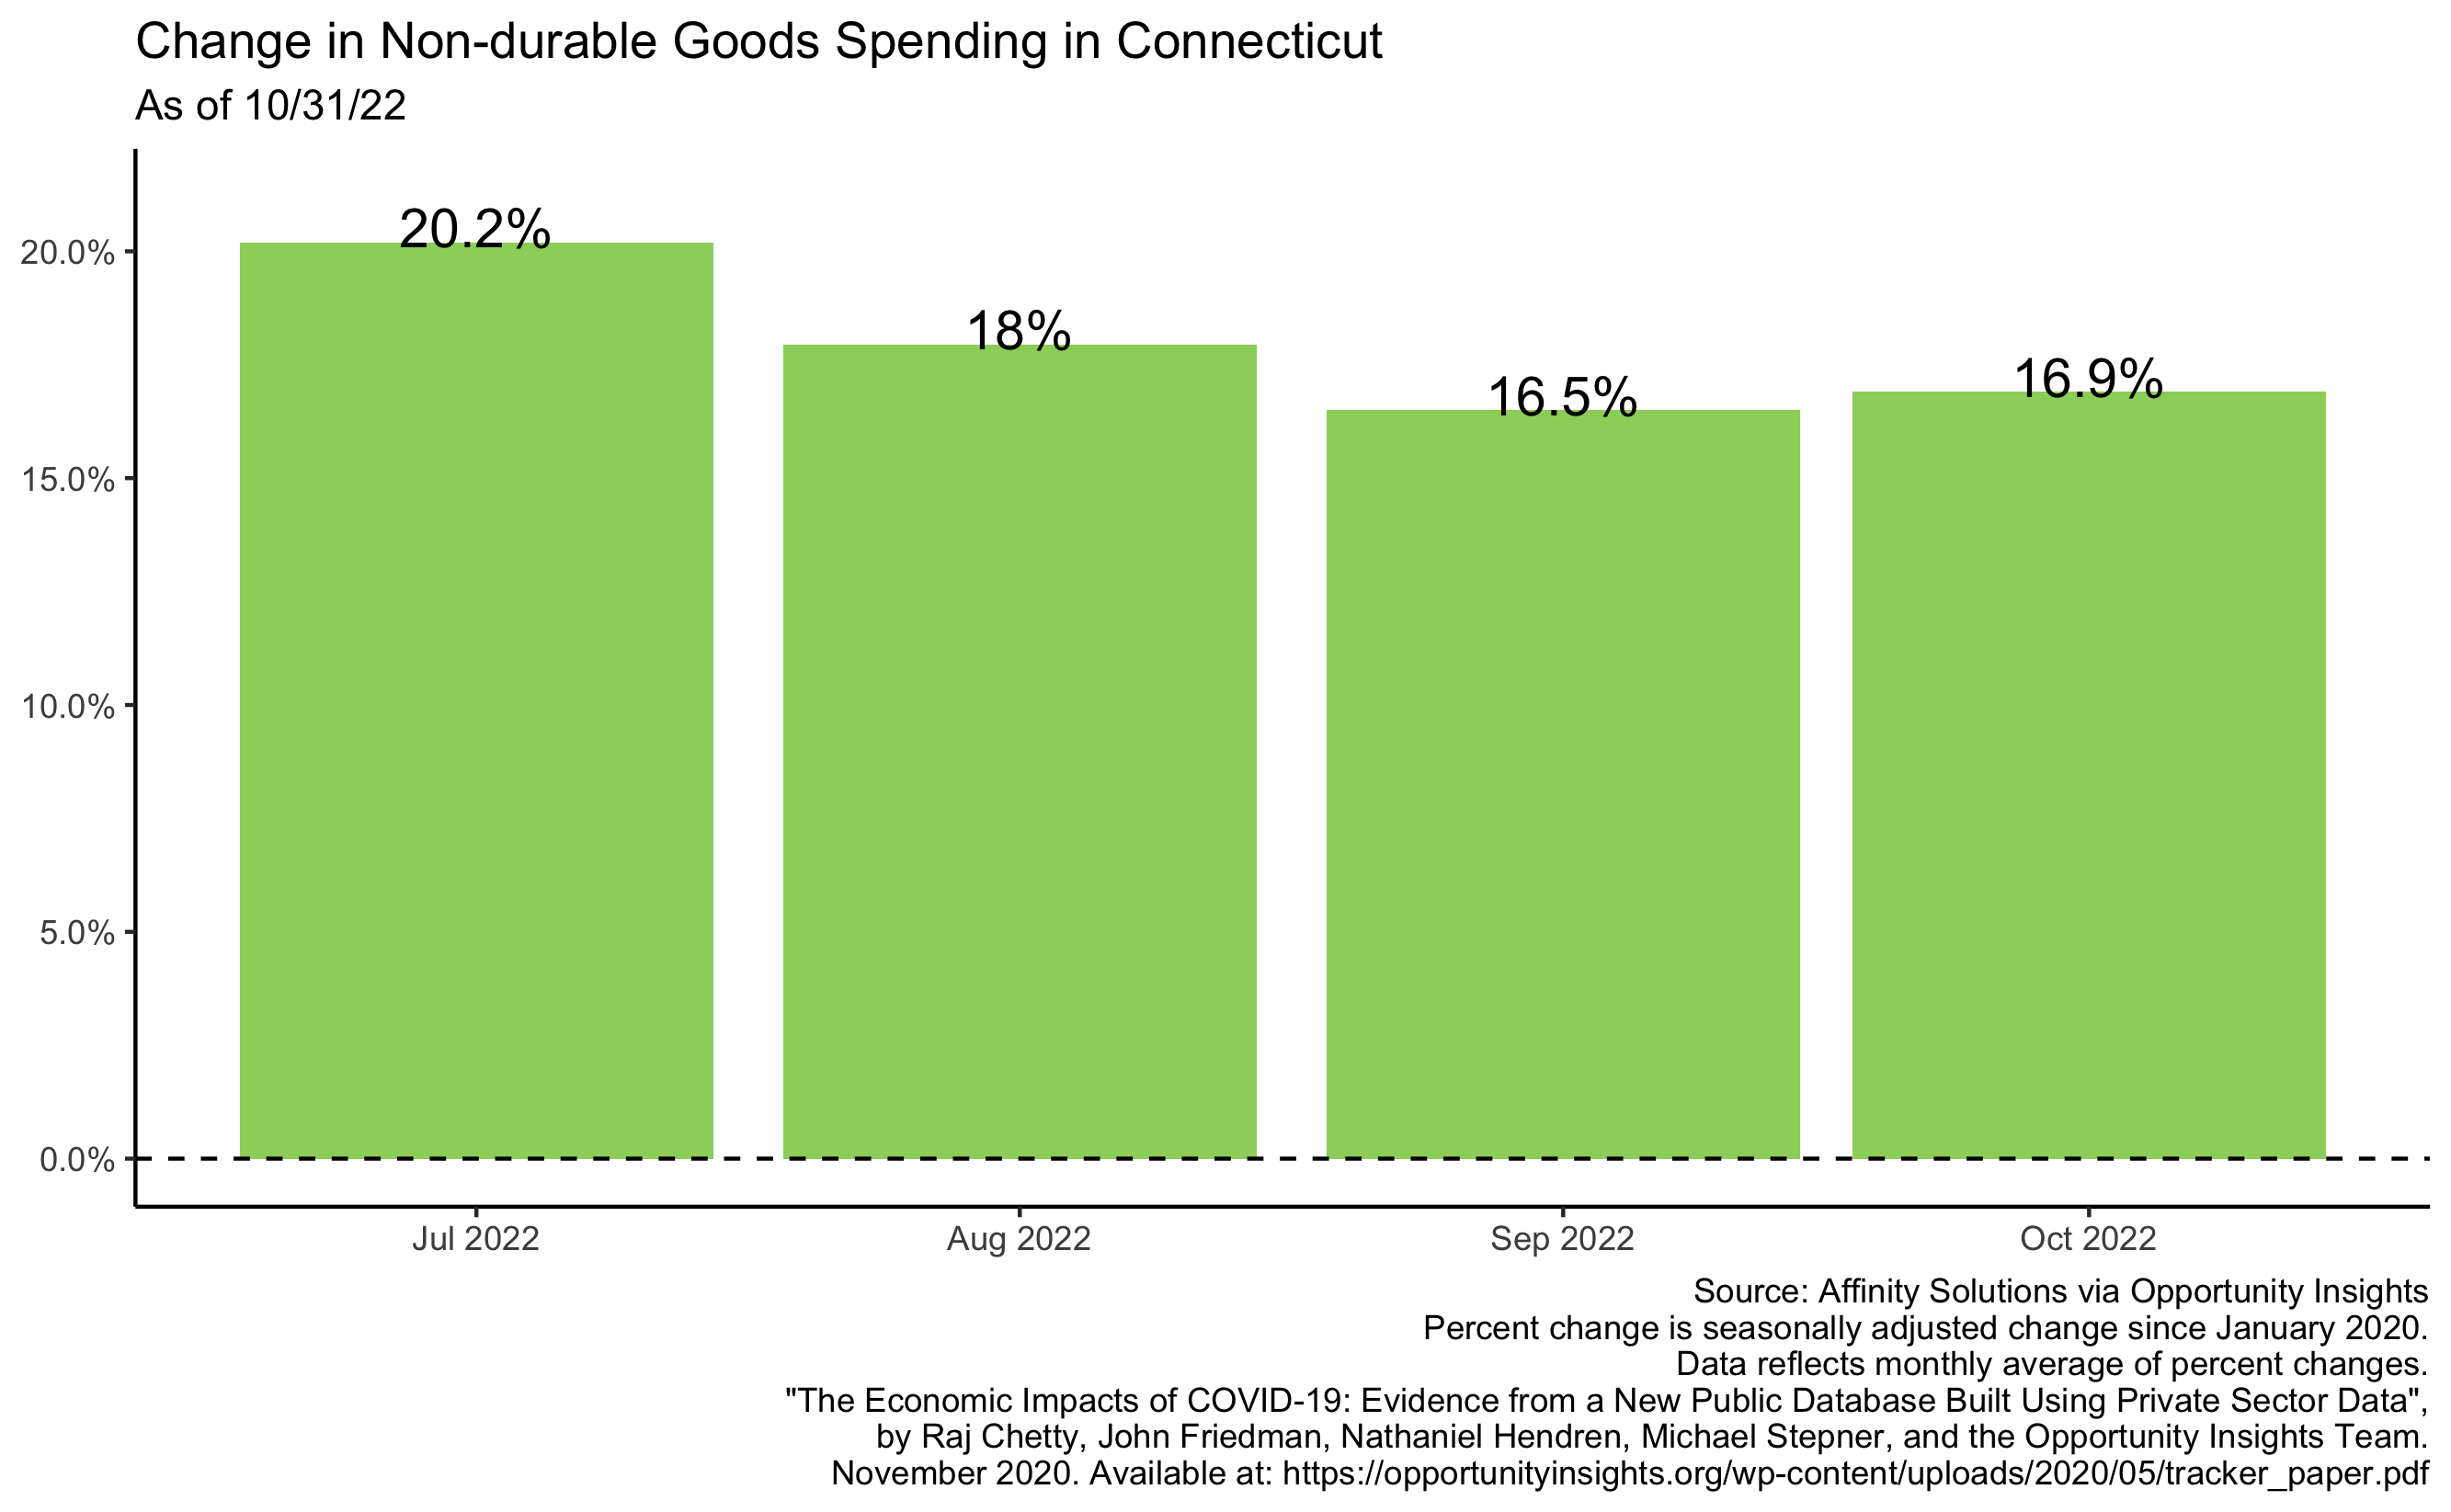 Change in Non-durable Goods Spending in Connecticut
As of 10/31/22
20.2%
18%
16.5%
16.9%
20.0%
15.0%
10.0%
5.0%
0.0%
Jul 2022
Aug 2022
Sep 2022
Oct 2022
Source: Affinity Solutions via Opportunity Insights
Percent change is seasonally adjusted change since January 2020.
Data reflects monthly average of percent changes.
"The Economic Impacts of COVID-19: Evidence from a New Public Database Built Using Private Sector Data",
by Raj Chetty, John Friedman, Nathaniel Hendren, Michael Stepner, and the Opportunity Insights Team.
November 2020. Available at: https://opportunityinsights.org/wp-content/uploads/2020/05/tracker_paper.pdf